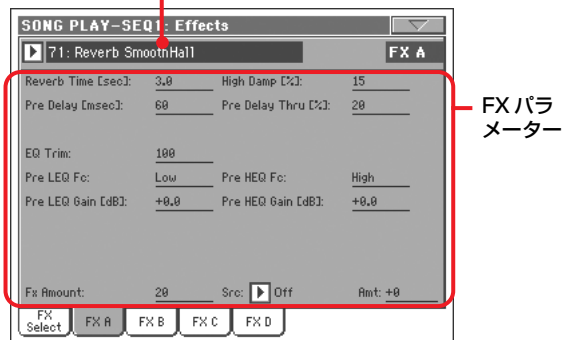 SONG PLAY-SEQ1: Effects
71: Reverb SmoothHall FX A
Reverb Time [sec]: 3.0 High Damp [%]: 15
Pre Delay [msec]: 60 Pre Delay Thru [%]: 20
EQ Trim: 100
Pre LEQ Fc: Low Pre HEQ Fc: High
Pre LEQ Gain [dB]: +0.0 Pre HEQ Gain [dB]: +0.0
Fx Amount: 20 Src: Off Amt: +0
FX Select FX A FX B FX C FX D
FX パラ
メーター